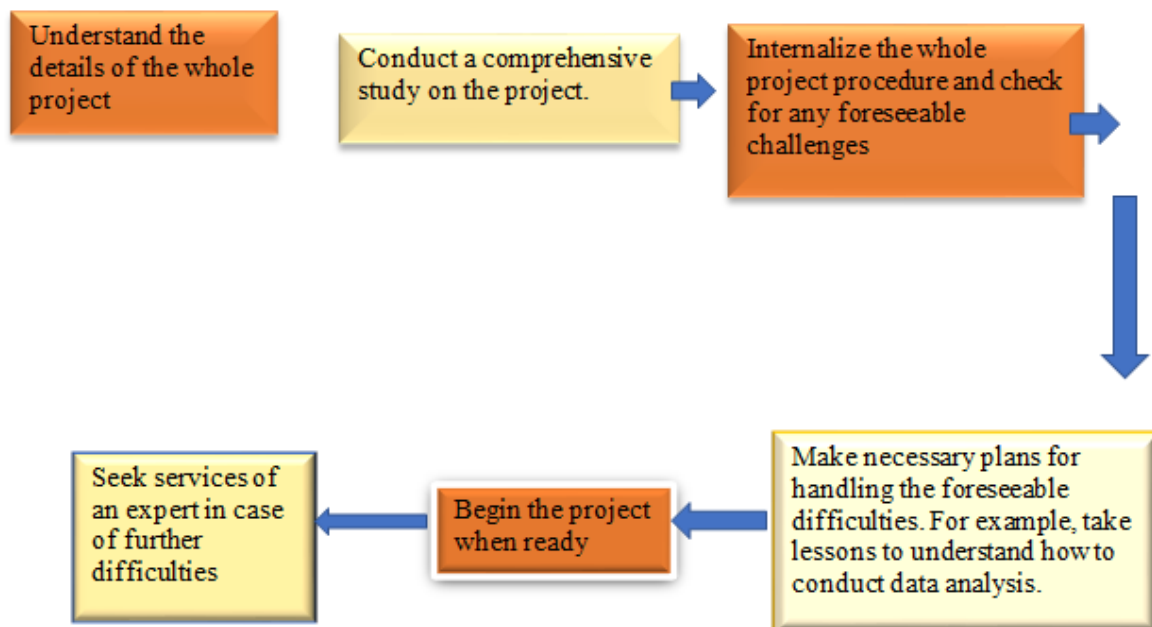 Understand the
details of the whole
project
Conduct a comprehensive
study on the project.
Internalize the whole
project procedure and check
for any foreseeable
challenges
Make necessary plans for
handling the foreseeable
difficulties. For example, take
lessons to understand how to
conduct data analysis.
Begin the project
when ready
Seek services of
an expert in case
of further
difficulties